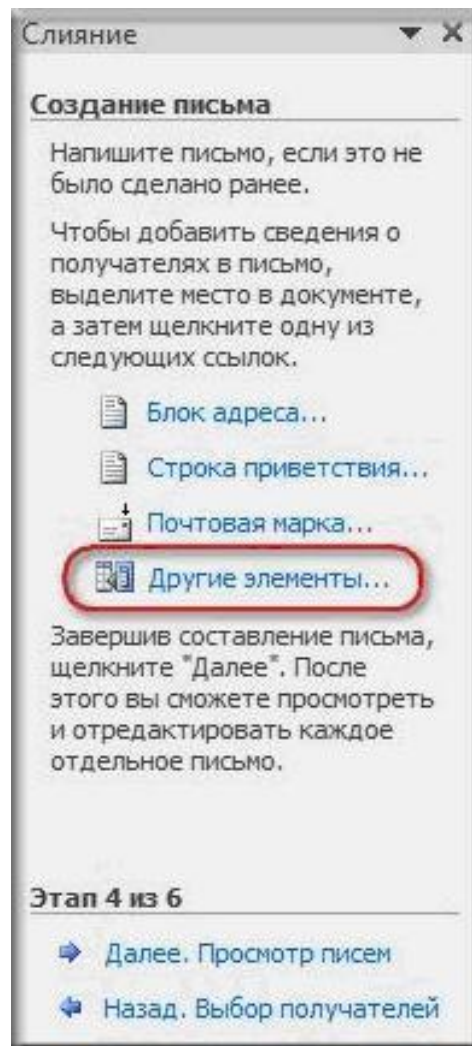 Слияние
Создание письма
Напишите письмо, если это не
было сделано ранее.
Чтобы добавить сведения о
получателях в письмо,
выделите место в документе,
а затем щелкните одну из
следующих ссылок.
Блок адреса...
Строка приветствия...
Почтовая марка...
Другие элементы...
Завершив составление письма,
щелкните "Далее". После
этого вы сможете просмотреть
и отредактировать каждое
отдельное письмо.
Этап 4 из 6
Далее. Просмотр писем
Назад. Выбор получателей